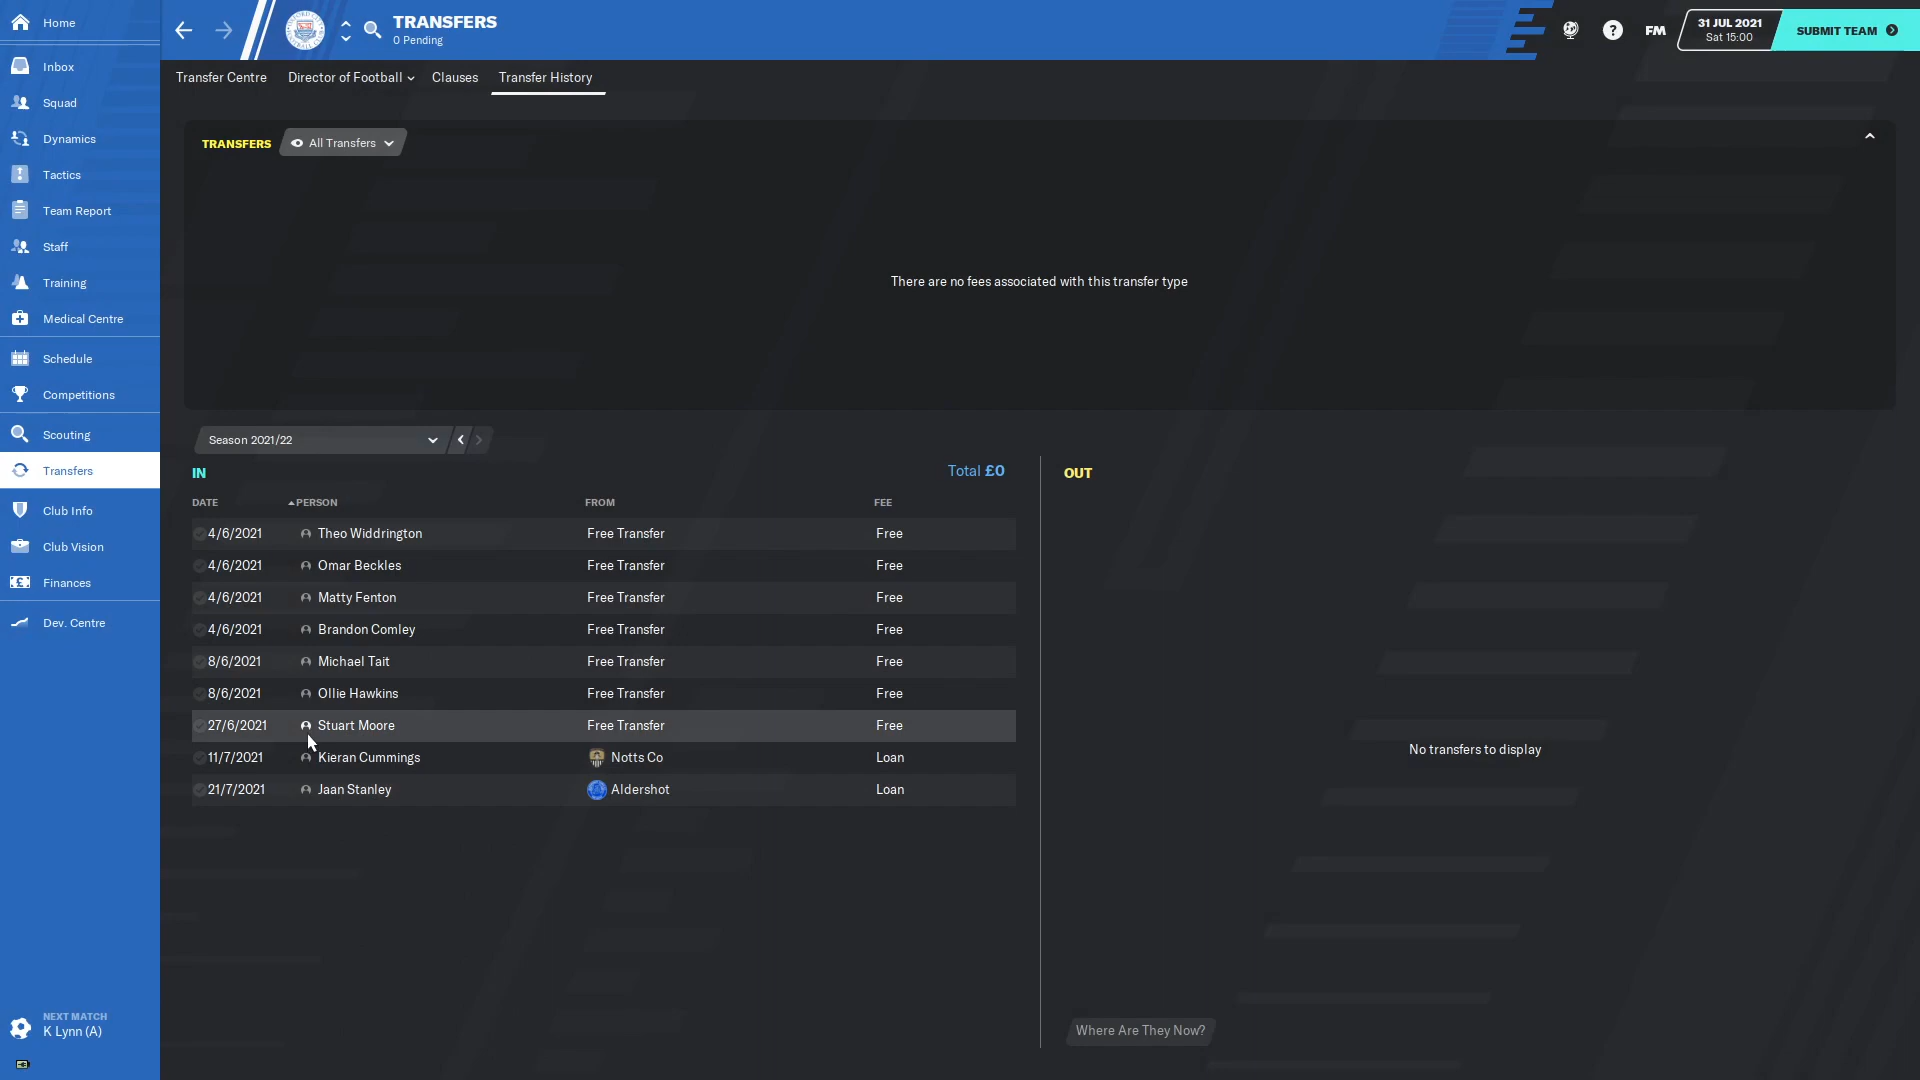 Home
Inbox
Squad
Dynamics
Tactics
Team Report
Staff
Training
Medical Centre
Schedule
Competitions
Scouting
Transfers
Club Info
Club Vision
Finances
Dev. Centre
NEXT MATCH
K Lynn (A)
TRANSFERS
0 Pending
FM
31 JUL 2021
Sat 15:00
SUBMIT TEAM
Transfer Centre Director of Football Clauses Transfer History
TRANSFERS All Transfers
There are no fees associated with this transfer type
Season 2021/22
IN Total £0
DATE PERSON FROM FEE
4/6/2021 Theo Widdrington Free Transfer Free
4/6/2021 Omar Beckles Free Transfer Free
4/6/2021 Matty Fenton Free Transfer Free
4/6/2021 Brandon Comley Free Transfer Free
8/6/2021 Michael Tait Free Transfer Free
8/6/2021 Ollie Hawkins Free Transfer Free
27/6/2021 Stuart Moore Free Transfer Free
11/7/2021 Kieran Cummings Notts Co Loan
21/7/2021 Jaan Stanley Aldershot Loan
OUT
No transfers to display
Where Are They Now?